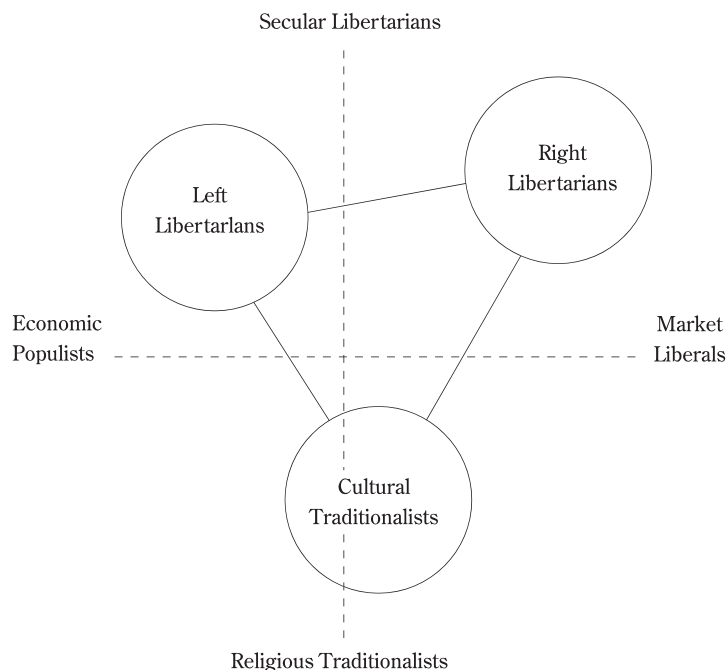 Secular Libertarians
Right
Libertarians
Left
Libertarlans
Economic
Populists
Market
Liberals
Cultural
Traditionalists
Religious Traditionalists